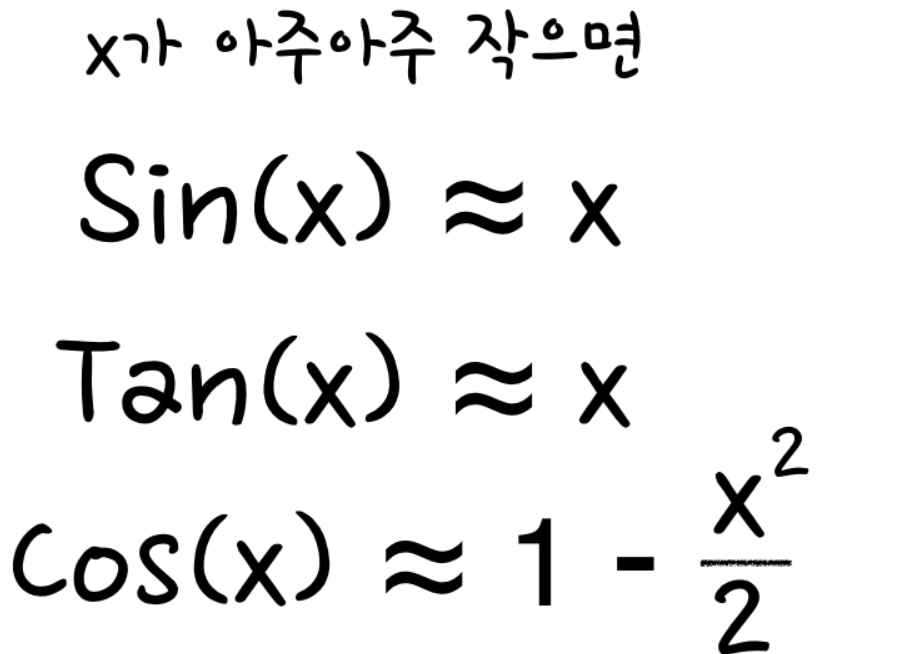 x가 아주아주 작으면
Sin(x) ≈ x
Tan(x) ≈ x
Cos(x) ≈ 1 - x²/2